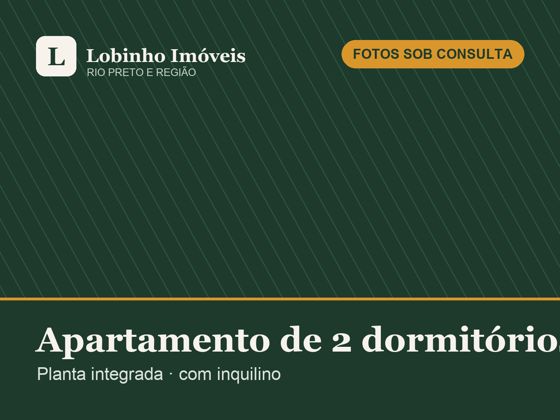 L
Lobinho Imóveis
RIO PRETO E REGIÃO
FOTOS SOB CONSULTA
Apartamento de 2 dormitório
Planta integrada · com inquilino